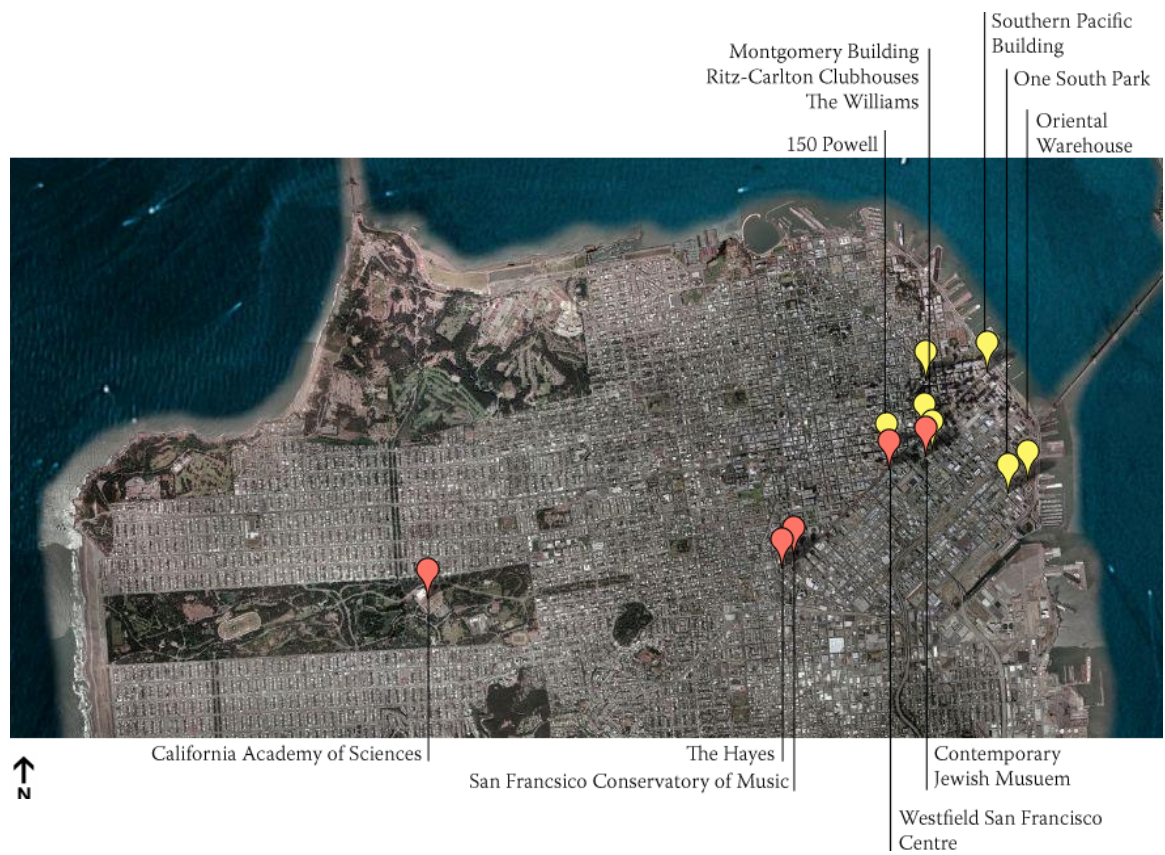 Southern Pacific
Building
Montgomery Building
Ritz-Carlton Clubhouses
The Williams
One South Park
Oriental
Warehouse
150 Powell
California Academy of Sciences
The Hayes
San Francsico Conservatory of Music
Contemporary
Jewish Musuem
N
Westfield San Francisco
Centre